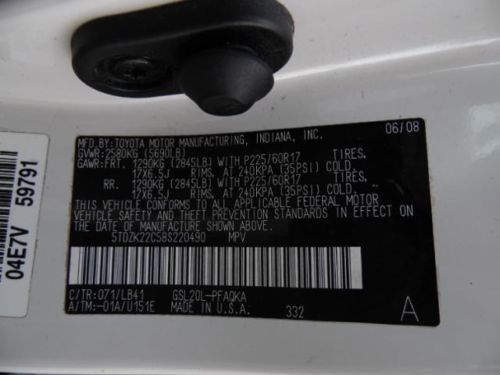 MFD.BY:TOYOTA MOTOR MANUFACTURING, INDIANA, INC. 06/08
GVWR:2580KG (5690LB)
GAWR:FRT. 1290KG (2845LB) WITH P225/60R17 TIRES,
17X6.5J RIMS, AT 240KPA (35PSI) COLD
RR. 1290KG (2845LB) WITH P225/60R17 TIRES,
17X6.5J RIMS, AT 240KPA (35PSI) COLD
THIS VEHICLE CONFORMS TO ALL APPLICABLE FEDERAL MOTOR
VEHICLE SAFETY AND THEFT PREVENTION STANDARDS IN
EFFECT ON THE DATE OF MANUFACTURE SHOWN ABOVE.
5TDZK22C58S220490 MPV
C/TR:071/LB41 GSL20L-PFAQKA
A/TM:-01A/U151E MADE IN U.S.A. 332 A
04E7V 59791